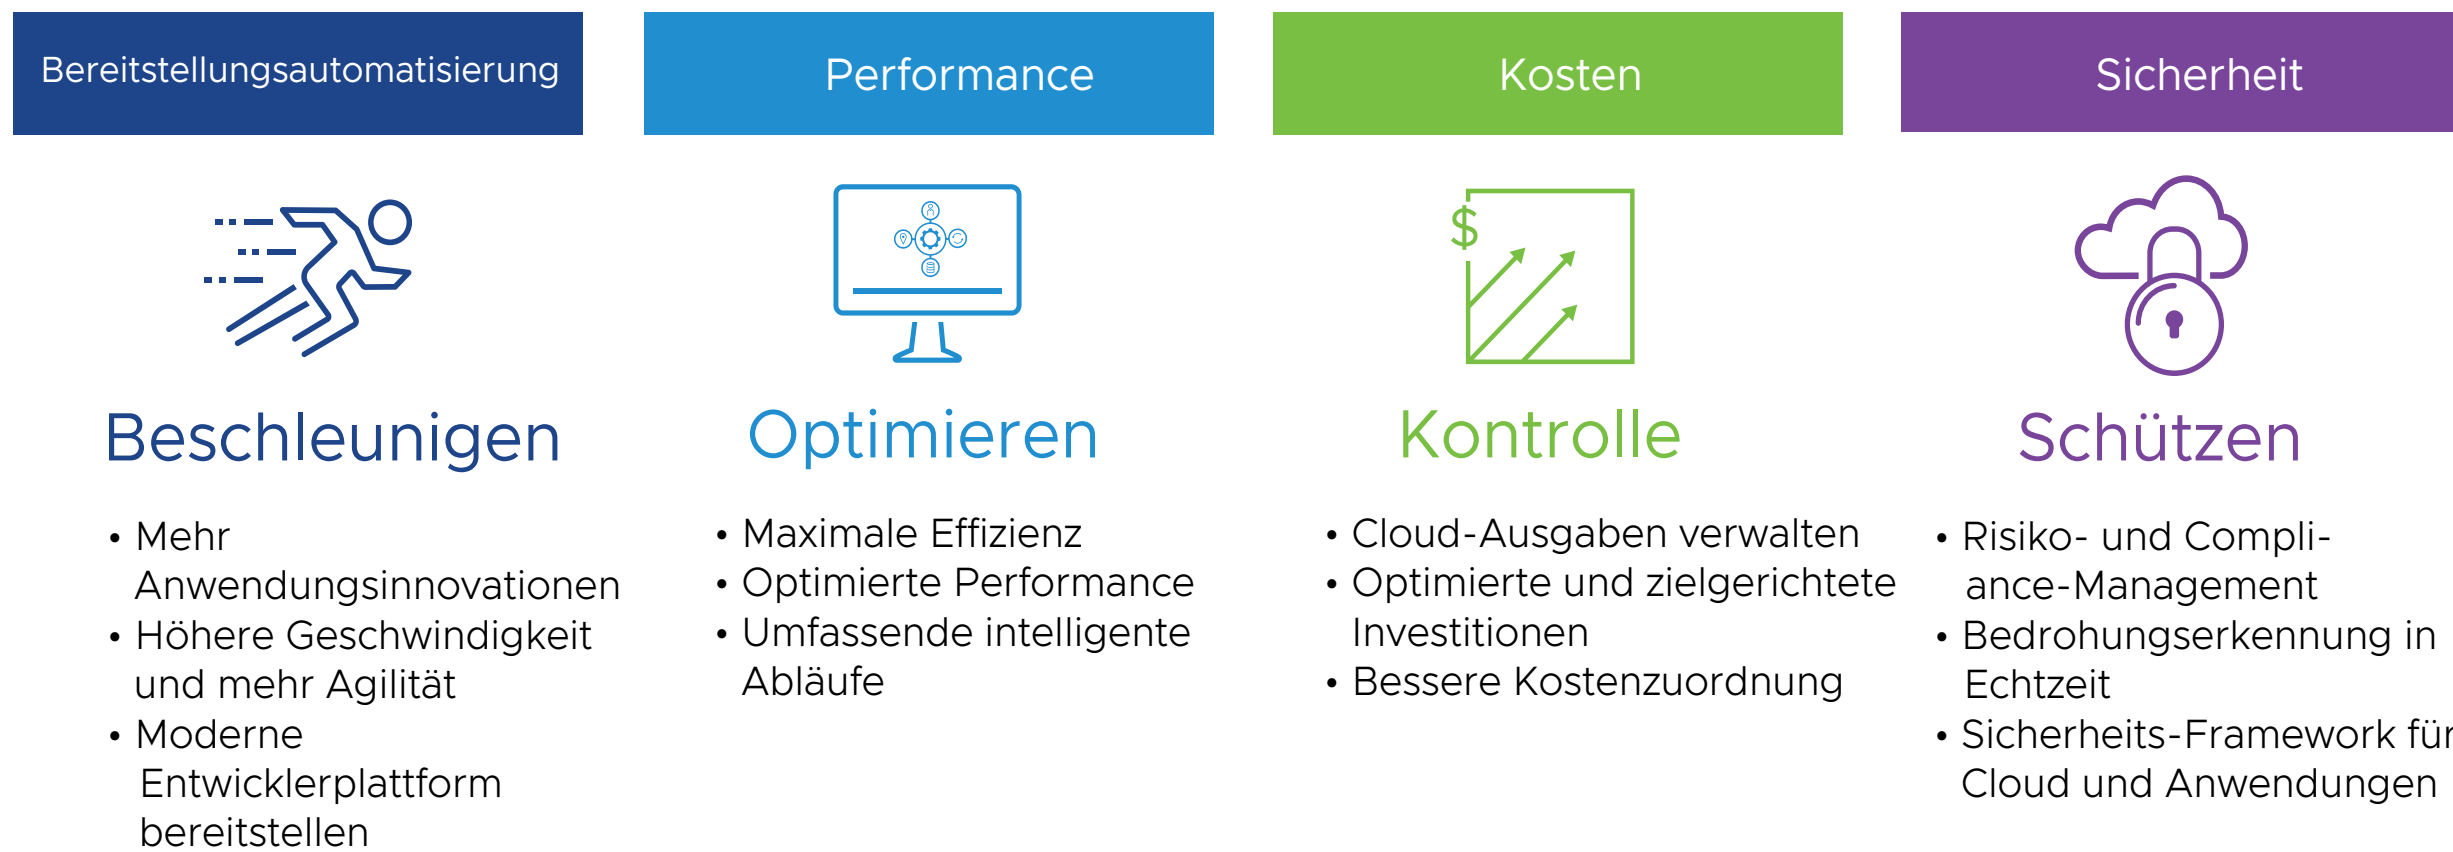 Bereitstellungsautomatisierung
Performance
Kosten
Sicherheit
$
Beschleunigen
• Mehr
Anwendungsinnovationen
• Höhere Geschwindigkeit
und mehr Agilität
• Moderne
Entwicklerplattform
bereitstellen
Optimieren
• Maximale Effizienz
• Optimierte Performance
• Umfassende intelligente
Abläufe
Kontrolle
• Cloud-Ausgaben verwalten
• Optimierte und zielgerichtete
Investitionen
• Bessere Kostenzuordnung
Schützen
• Risiko- und Compli-
ance-Management
• Bedrohungserkennung in
Echtzeit
• Sicherheits-Framework für
Cloud und Anwendungen